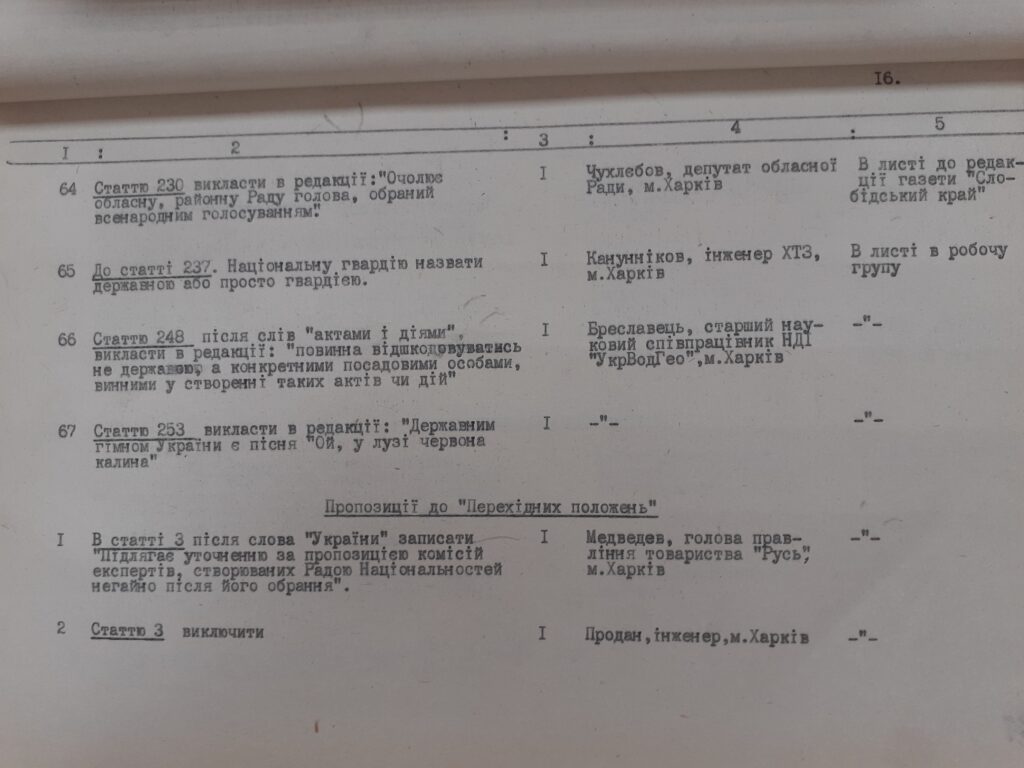 I6.
I : 2 : 3 : 4 : 5
64 Статтю 230 викласти в редакції:"Очолює I Чухлєбов, депутат обласної В листі до редак-
обласну, районну Раду голова, обраний Ради, м.Харків ції газети "Сло-
всенародним голосуванням". бідський край"
65 До статті 237. Національну гвардію назвати I Канунніков, інженер ХТЗ, В листі в робочу
державною або просто гвардією. м.Харків групу
66 Статтю 248 після слів "актами і діями", I Бреславець, старший нау- -"-
викласти в редакції: "повинна відшкодовуватись ковий співпрацівник НДІ
не державою, а конкретними посадовими особами, "УкрВодГео",м.Харків
винними у створенні таких актів чи дій"
67 Статтю 253 викласти в редакції: "Державним I -"- -"-
гімном України є пісня "Ой, у лузі червона
калина"
Пропозиції до "Перехідних положень"
I В статті 3 після слова "України" записати I Медведев, голова прав- -"-
"Підлягає уточненню за пропозицією комісій ління товариства "Русь",
експертів, створюваних Радою Національностей м.Харків
негайно після його обрання".
2 Статтю 3 виключити I Продан,інженер,м.Харків -"-